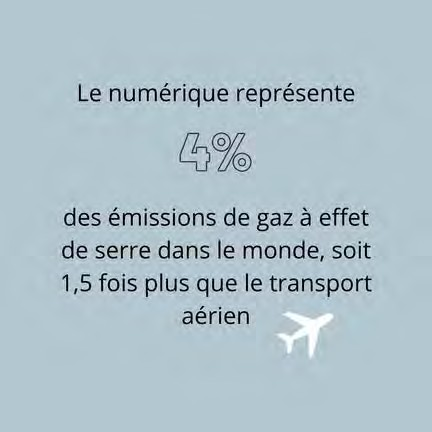 Le numérique représente
4%
des émissions de gaz à effet
de serre dans le monde, soit
1,5 fois plus que le transport
aérien